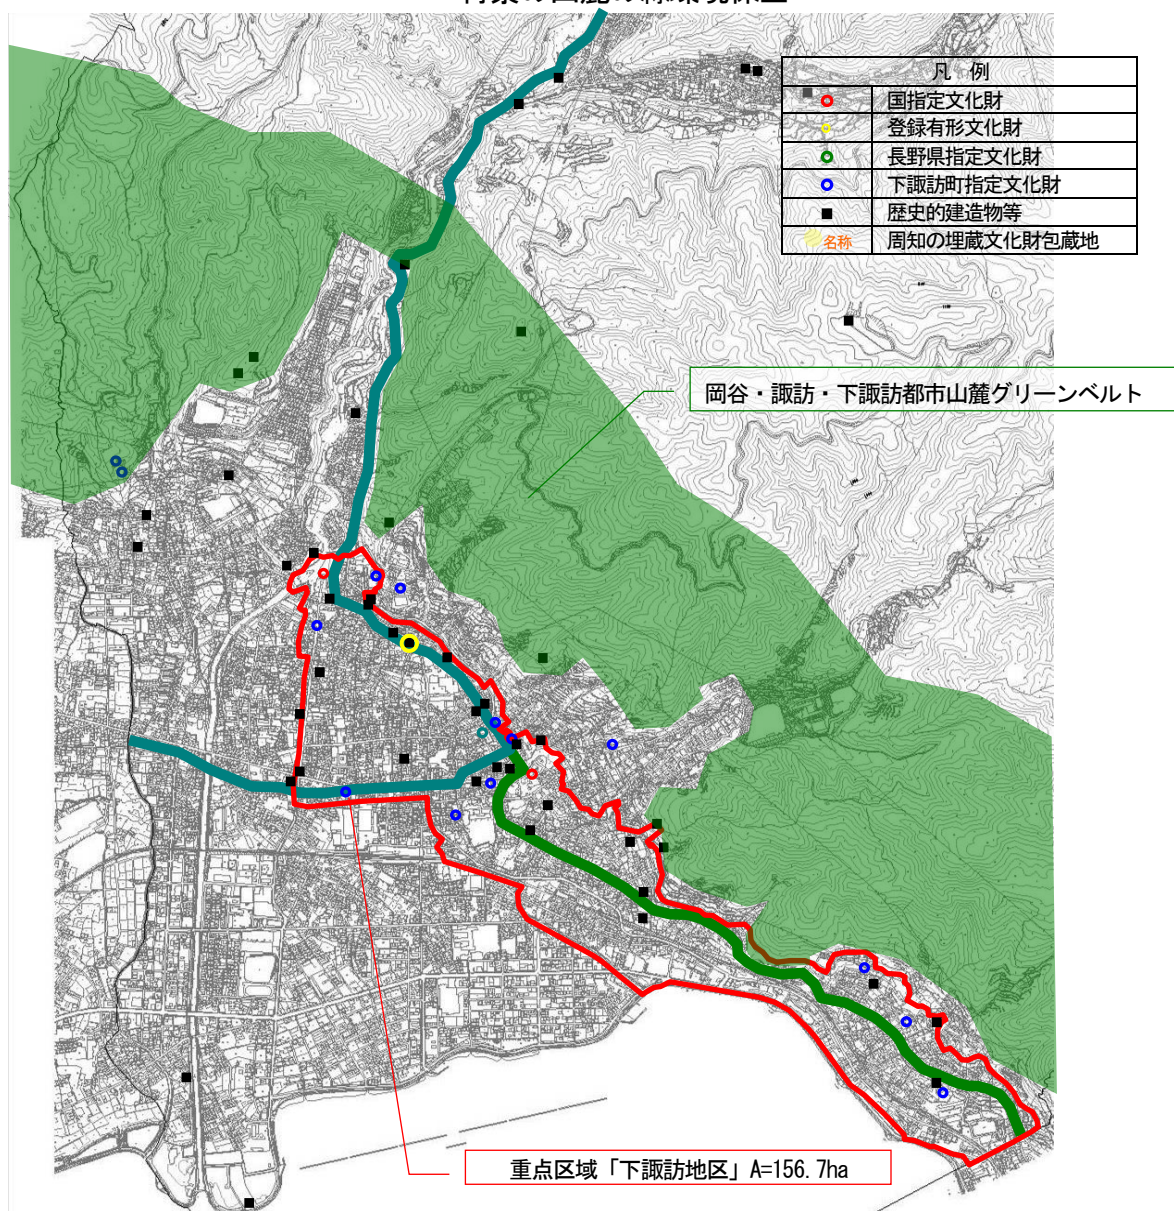 凡 例
国指定文化財
登録有形文化財
長野県指定文化財
下諏訪町指定文化財
歴史的建造物等
名称 周知の埋蔵文化財包蔵地
岡谷・諏訪・下諏訪都市山麓グリーンベルト
重点区域「下諏訪地区」A=156.7ha